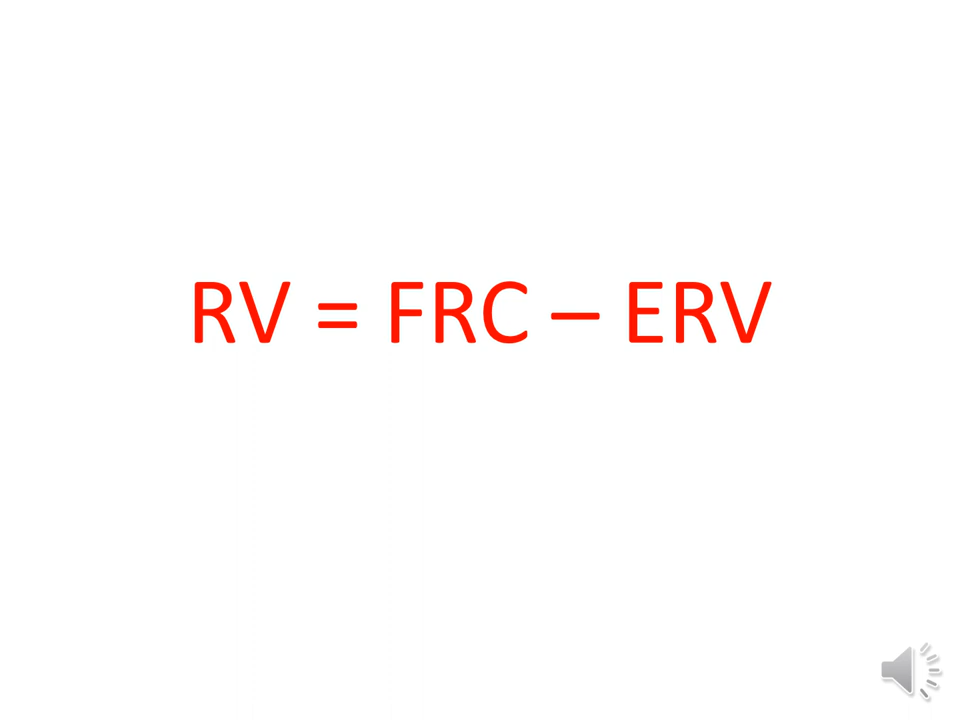 RV = FRC – ERV